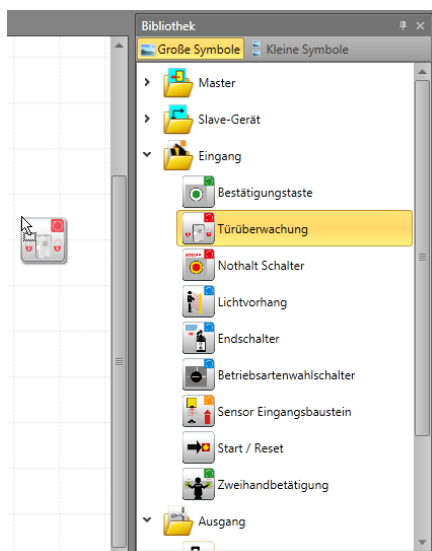 Bibliothek
Große Symbole Kleine Symbole
Master
Slave-Gerät
Eingang
Bestätigungstaste
Türüberwachung
Nothalt Schalter
Lichtvorhang
Endschalter
Betriebsartenwahlschalter
Sensor Eingangsbaustein
Start / Reset
Zweihandbetätigung
Ausgang